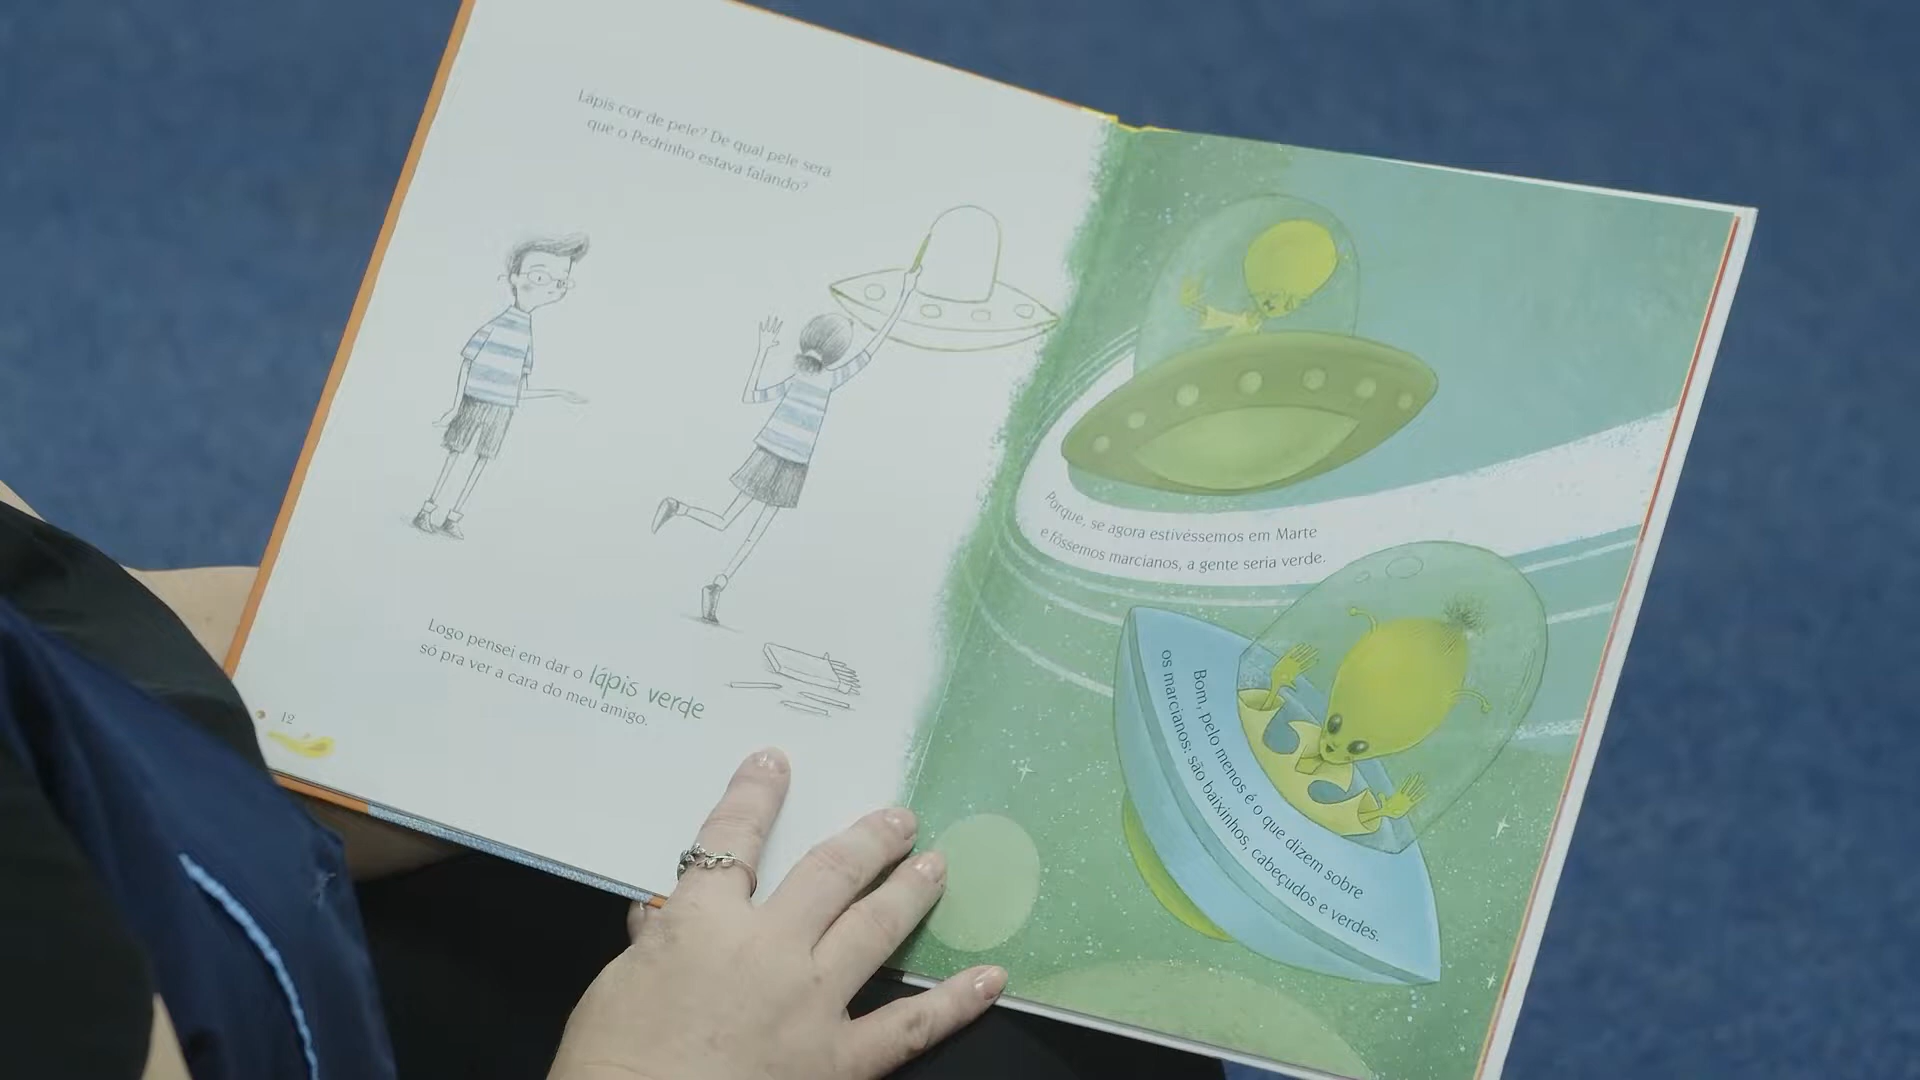 Lápis cor de pele? De qual pele será
que o Pedrinho estava falando?
Logo pensei em dar o lápis verde
só pra ver a cara do meu amigo.
12
Porque, se agora estivéssemos em Marte
e fôssemos marcianos, a gente seria verde.
Bom, pelo menos é o que dizem sobre
os marcianos: são baixinhos, cabeçudos e verdes.